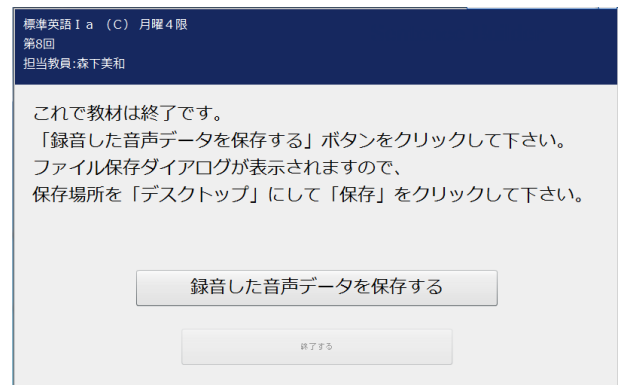 標準英語Ⅰａ （Ｃ） 月曜４限
第8回
担当教員:森下美和
これで教材は終了です。
「録音した音声データを保存する」ボタンをクリックして下さい。
ファイル保存ダイアログが表示されますので、
保存場所を「デスクトップ」にして「保存」をクリックして下さい。
録音した音声データを保存する
終了する